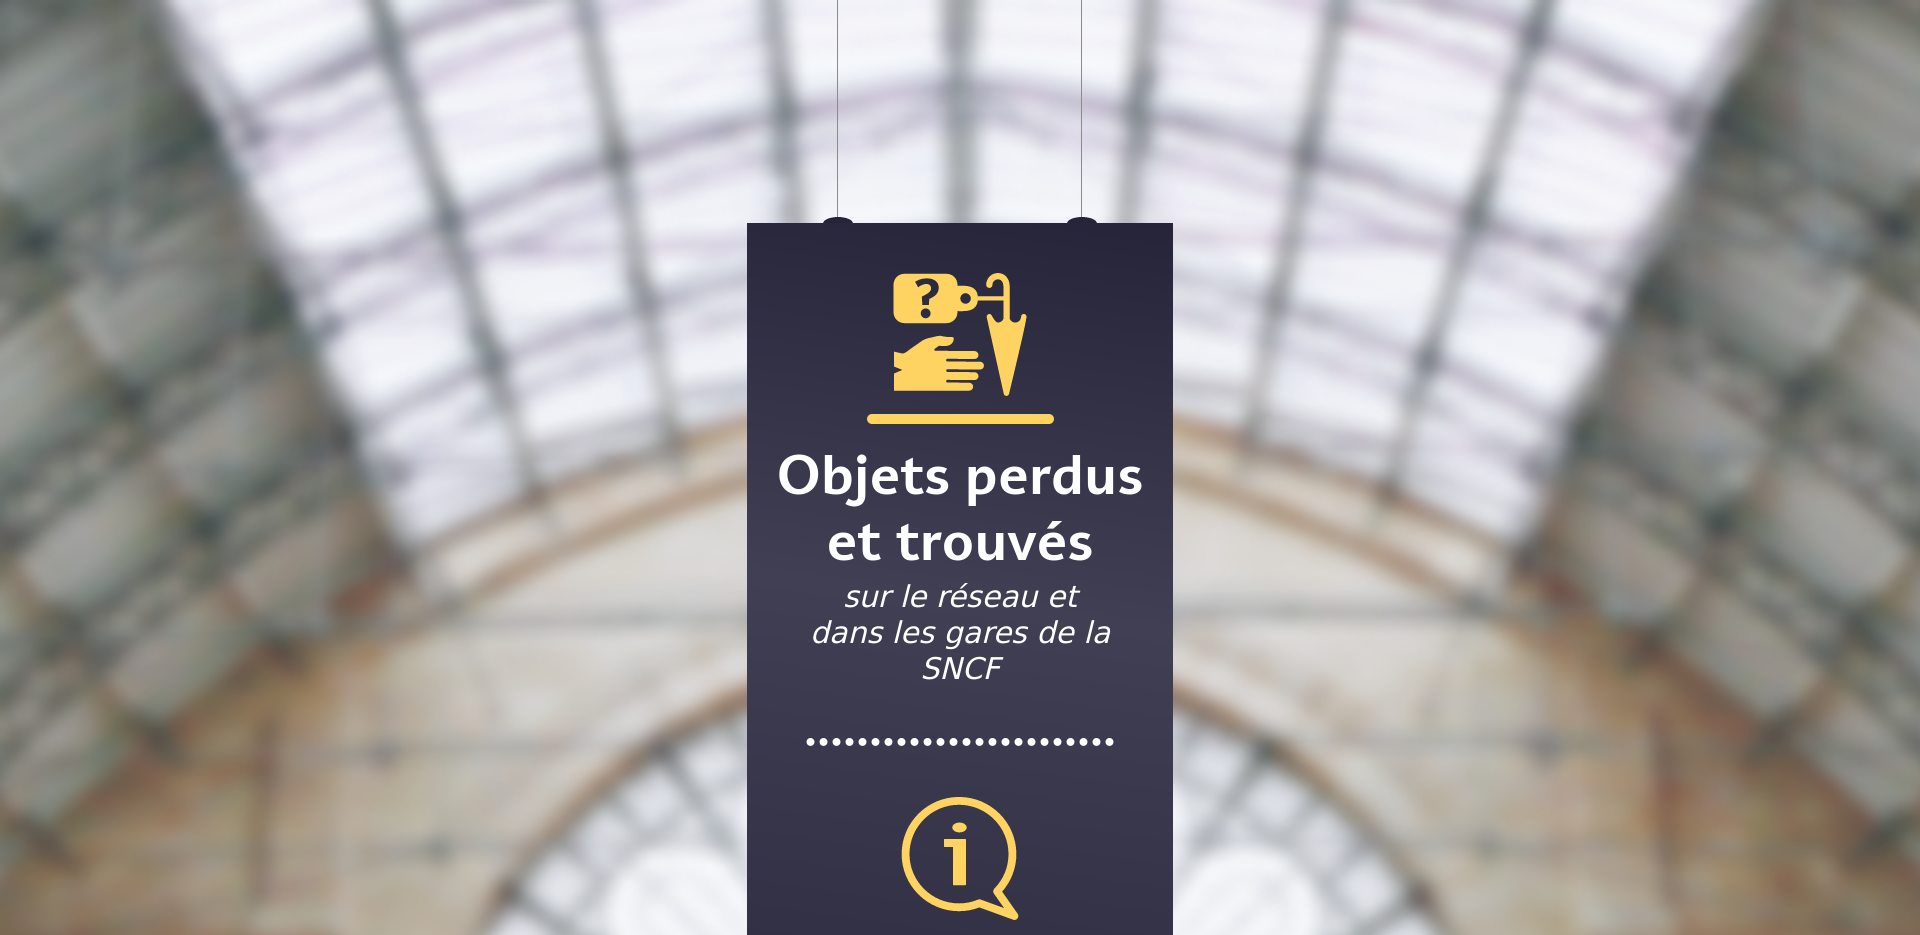 ?
Objets perdus
et trouvés
sur le réseau et
dans les gares de la
SNCF
i